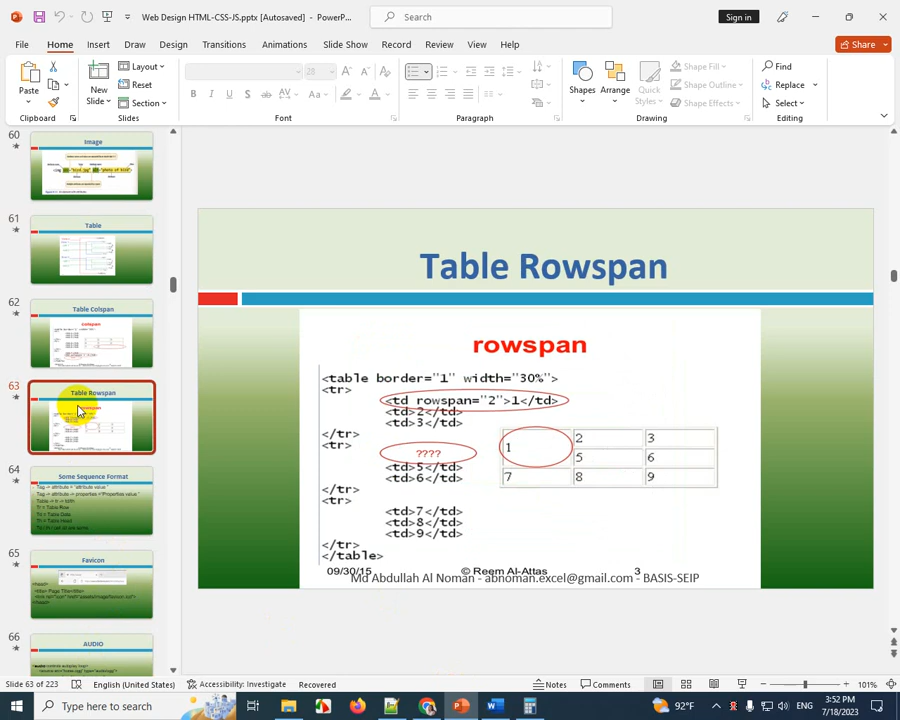 Web Design HTML-CSS-JS.pptx [Autosaved] - PowerP...
Search
Sign in
File
Home
Insert
Draw
Design
Transitions
Animations
Slide Show
Record
Review
View
Help
Share
Paste
New
Slide
Layout
Reset
Section
28
Shapes
Arrange
Quick
Styles
Shape Fill
Shape Outline
Shape Effects
Find
Replace
Select
Clipboard
Slides
Font
Paragraph
Drawing
Editing
60
Image
61
Table
62
Table Colspan
colspan
63
Table Rowspan
rowspan
64
Some Sequence Format
65
Favicon
66
AUDIO
Table Rowspan
rowspan
<table border="1" width="30%">
<tr>
<td rowspan="2">1</td>
<td>2</td>
<td>3</td>
</tr>
<tr>
????
<td>5</td>
<td>6</td>
</tr>
<tr>
<td>7</td>
<td>8</td>
<td>9</td>
</tr>
</table>
1 2 3
5 6
7 8 9
09/30/15 © Reem Al-Attas 3
Md Abdullah Al Noman - abnoman.excel@gmail.com - BASIS-SEIP
Slide 63 of 223
English (United States)
Accessibility: Investigate
Recovered
Notes
Comments
101%
Type here to search
92°F
3:52 PM
7/18/2023